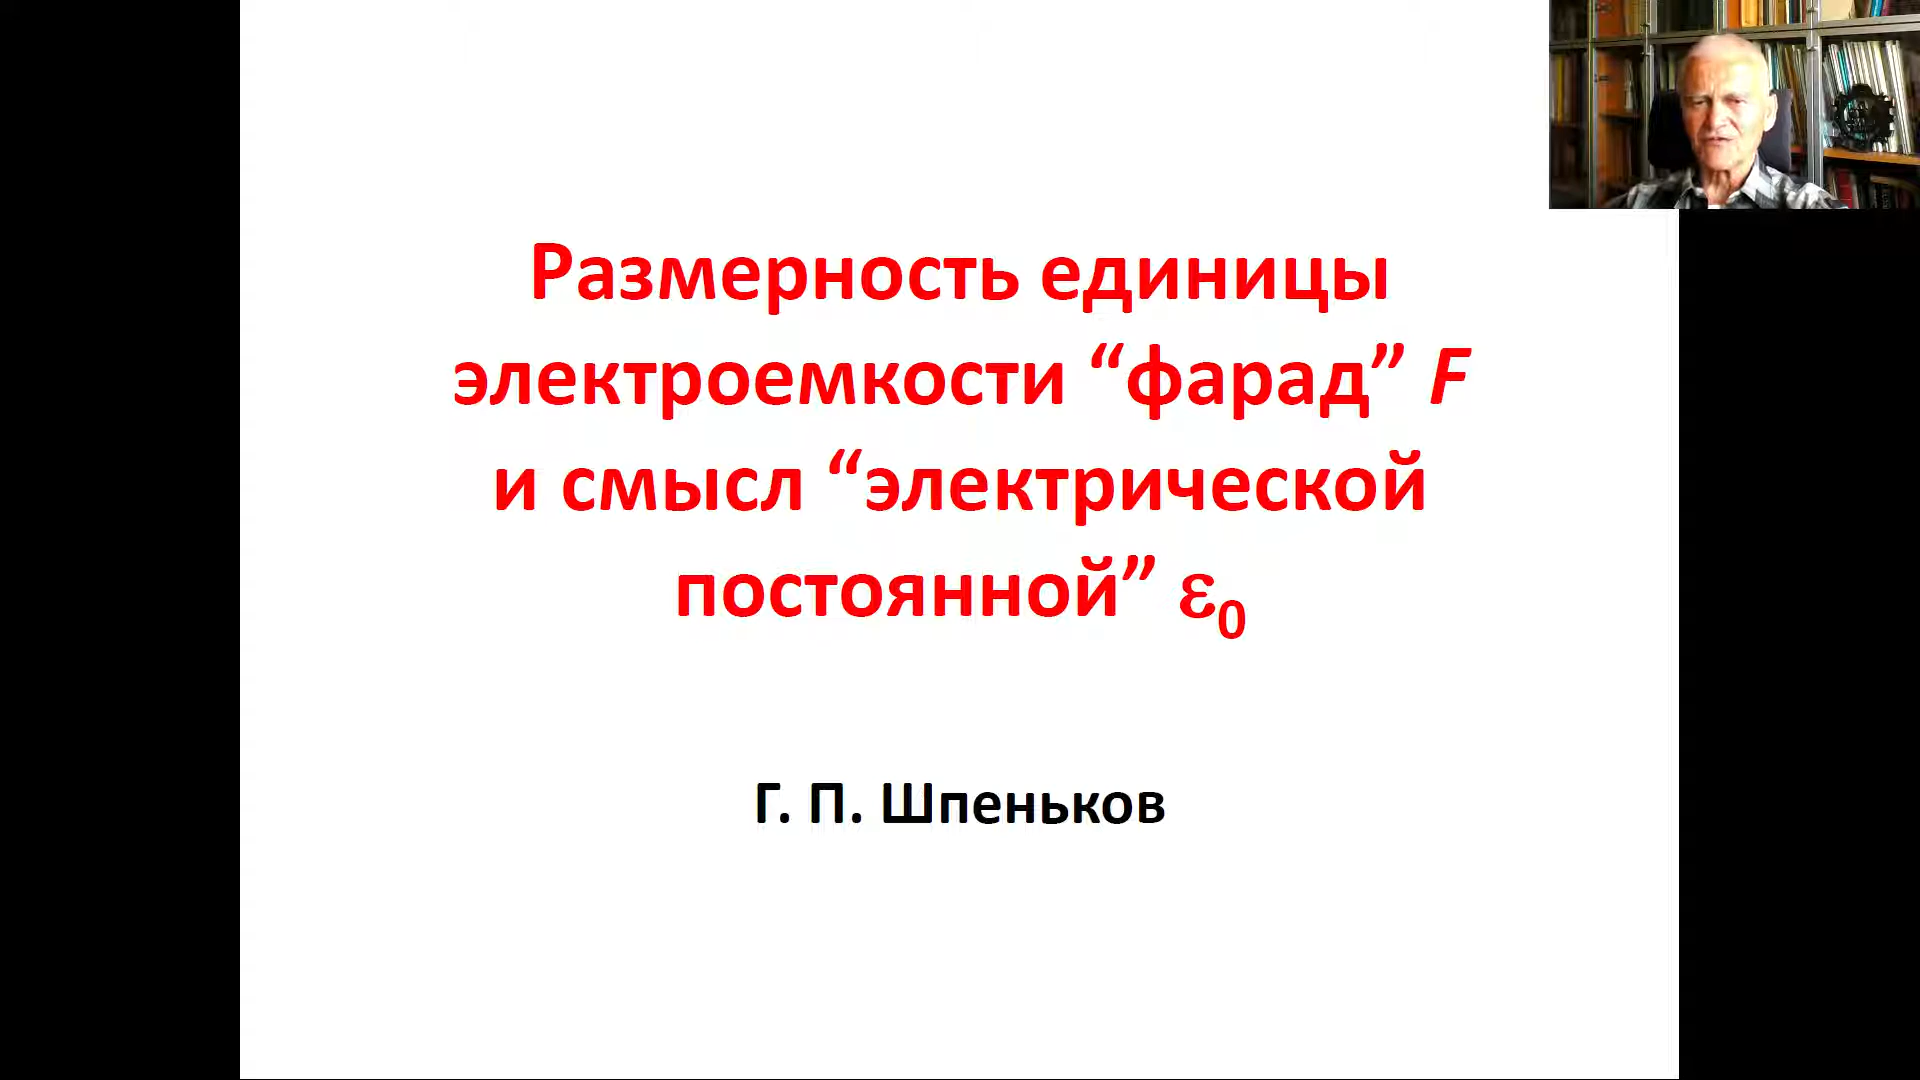 Размерность единицы
электроемкости “фарад” F
и смысл “электрической
постоянной” ε₀
Г. П. Шпеньков